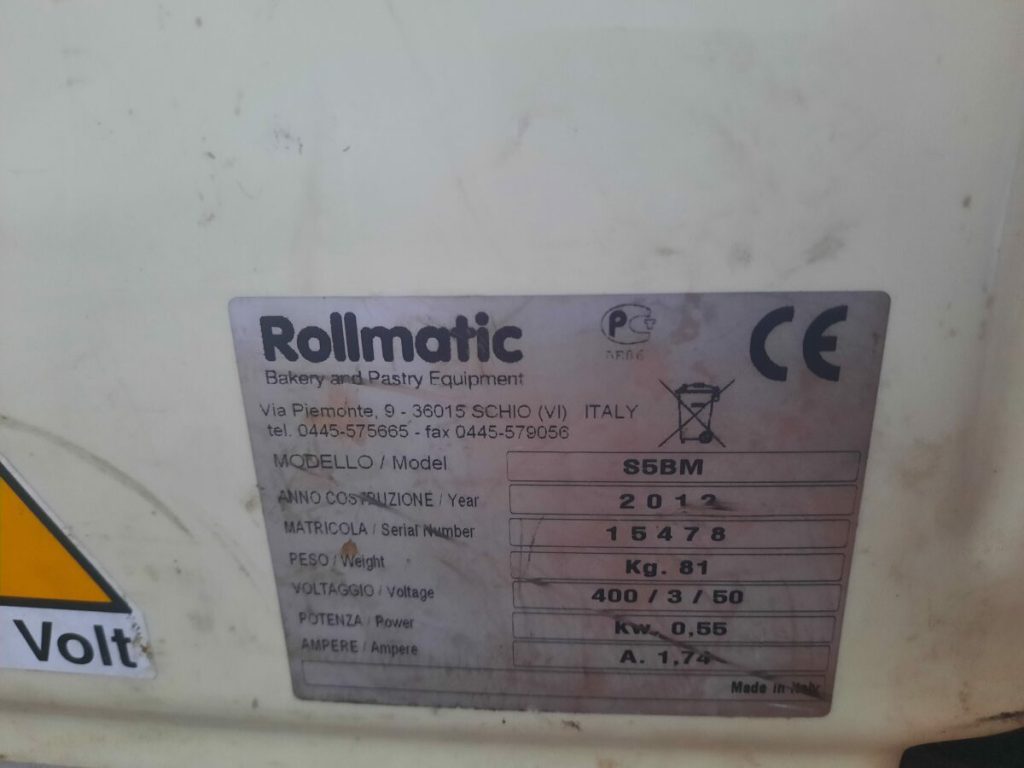 Rollmatic
Bakery and Pastry Equipment
Via Piemonte, 9 - 36015 SCHIO (VI) ITALY
tel. 0445-575665 - fax 0445-579056
MODELLO / Model S5BM
ANNO COSTRUZIONE / Year 2012
MATRICOLA / Serial Number 15478
PESO / Weight Kg. 81
VOLTAGGIO / Voltage 400 / 3 / 50
POTENZA / Power Kw. 0,55
AMPERE / Ampere A. 1,74
Made in Italy
CE
Volt